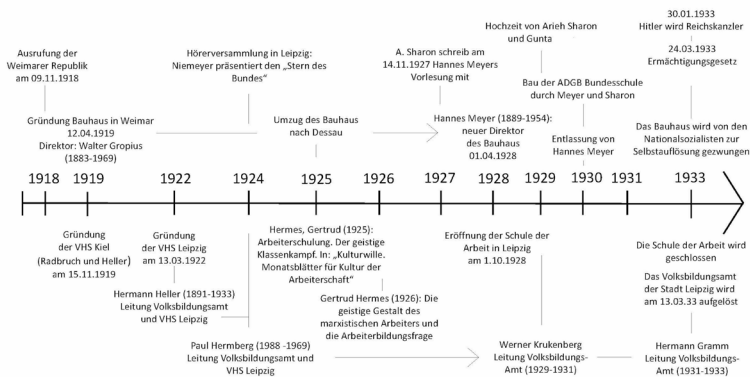 Ausrufung der
Weimarer Republik
am 09.11.1918
Hörerversammlung in Leipzig:
Niemeyer präsentiert den „Stern des
Bundes“
A. Sharon schreib am
14.11.1927 Hannes Meyers
Vorlesung mit
Hochzeit von Arieh Sharon
und Gunta
30.01.1933
Hitler wird Reichskanzler
24.03.1933
Ermächtigungsgesetz
Gründung Bauhaus in Weimar
12.04.1919
Direktor: Walter Gropius
(1883-1969)
Umzug des Bauhaus
nach Dessau
Hannes Meyer (1889-1954):
neuer Direktor
des Bauhaus
01.04.1928
Bau der ADGB Bundesschule
durch Meyer und Sharon
Entlassung von
Hannes Meyer
Das Bauhaus wird von den
Nationalsozialisten zur
Selbstauflösung gezwungen
1918 1919 1922 1924 1925 1926 1927 1928 1929 1930 1931 1933
Gründung
der VHS Kiel
(Radbruch und Heller)
am 15.11.1919
Gründung
der VHS Leipzig
am 13.03.1922
Hermann Heller (1891-1933)
Leitung Volksbildungsamt
und VHS Leipzig
Hermes, Gertrud (1925):
Arbeiterschulung. Der geistige
Klassenkampf. In: „Kulturwille.
Monatsblätter für Kultur der
Arbeiterschaft“
Gertrud Hermes (1926): Die
geistige Gestalt des
marxistischen Arbeiters und
die Arbeiterbildungsfrage
Paul Hermberg (1988 -1969)
Leitung Volksbildungsamt und
VHS Leipzig
Eröffnung der Schule der
Arbeit in Leipzig
am 1.10.1928
Werner Krukenberg
Leitung Volksbildungs-
Amt (1929-1931)
Die Schule der Arbeit wird
geschlossen
Das Volksbildungsamt
der Stadt Leipzig wird
am 13.03.33 aufgelöst
Hermann Gramm
Leitung Volksbildungs-
Amt (1931-1933)